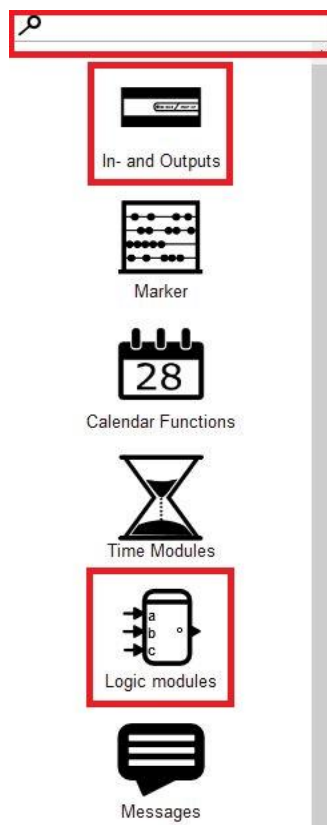 In- and Outputs
Marker
28
Calendar Functions
Time Modules
a
b
c
Logic modules
Messages